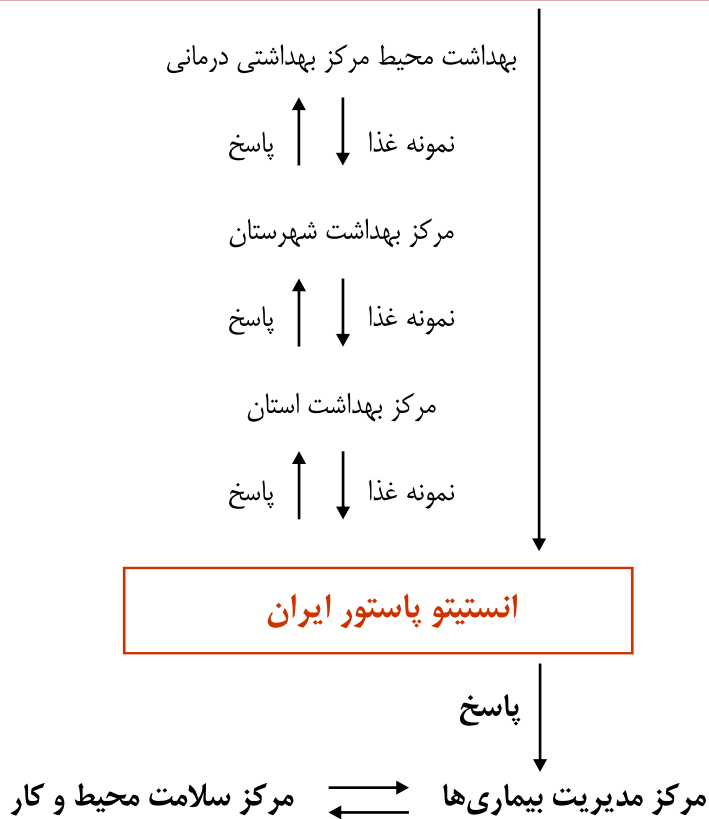 بهداشت محیط مرکز بهداشتی درمانی
نمونه غذا
پاسخ
مرکز بهداشت شهرستان
نمونه غذا
پاسخ
مرکز بهداشت استان
نمونه غذا
پاسخ
انستیتو پاستور ایران
پاسخ
مرکز مدیریت بیماری‌ها
مرکز سلامت محیط و کار